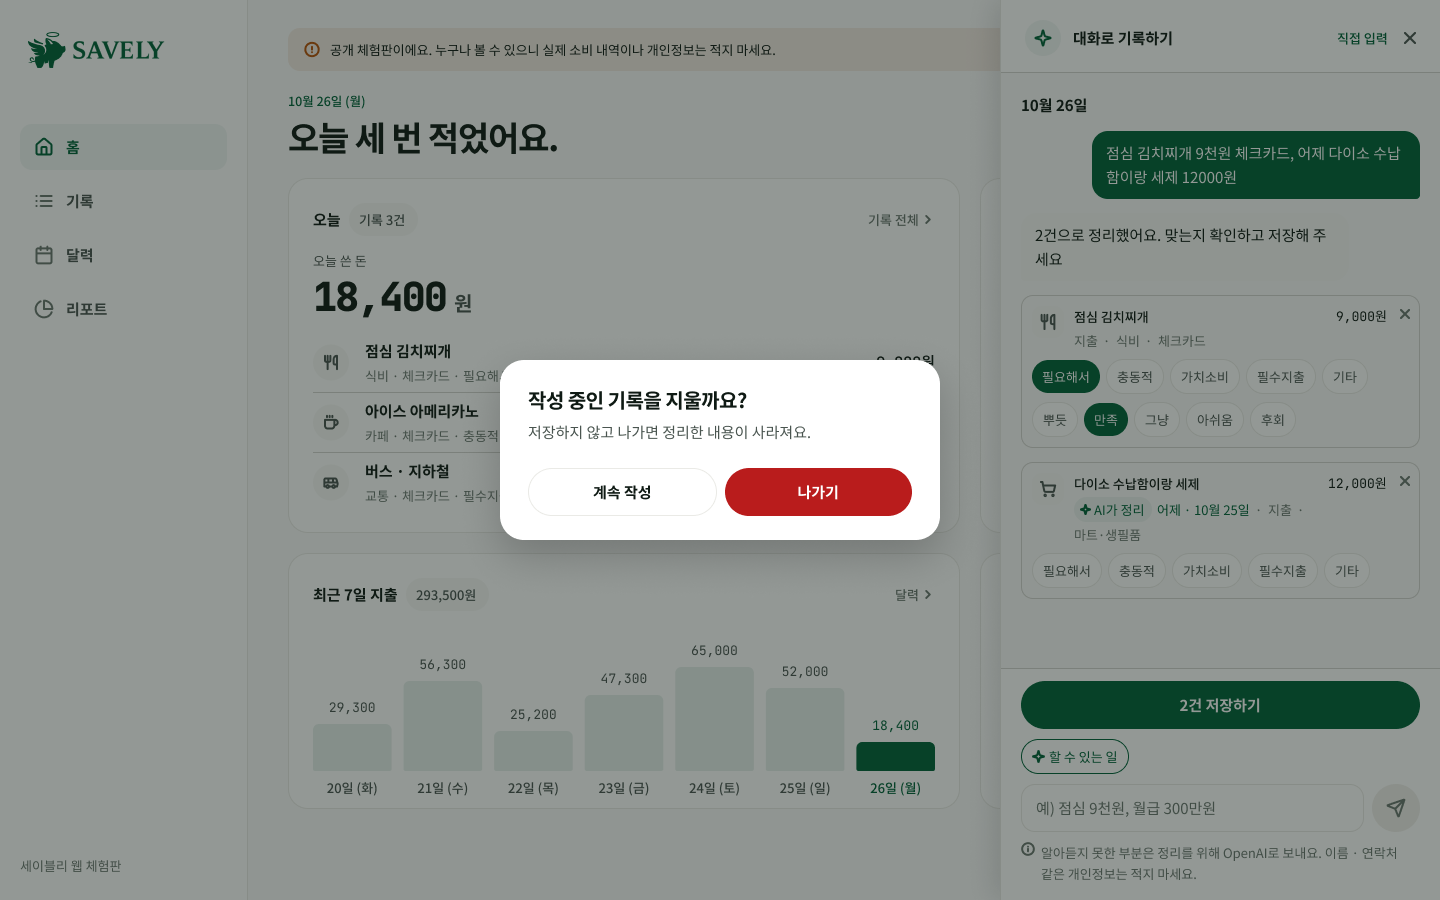 SAVELY
홈
기록
달력
리포트
세이블리 웹 체험판
공개 체험판이에요. 누구나 볼 수 있으니 실제 소비 내역이나 개인정보는 적지 마세요.
10월 26일 (월)
오늘 세 번 적었어요.
오늘 기록 3건 기록 전체
오늘 쓴 돈
18,400 원
점심 김치찌개
식비 · 체크카드 · 필요해
아이스 아메리카노
카페 · 체크카드 · 충동적
버스 · 지하철
교통 · 체크카드 · 필수지
최근 7일 지출 293,500원 달력
29,300 56,300 25,200 47,300 65,000 52,000 18,400
20일 (화) 21일 (수) 22일 (목) 23일 (금) 24일 (토) 25일 (일) 26일 (월)
작성 중인 기록을 지울까요?
저장하지 않고 나가면 정리한 내용이 사라져요.
계속 작성 나가기
대화로 기록하기 직접 입력
10월 26일
점심 김치찌개 9천원 체크카드, 어제 다이소 수납
함이랑 세제 12000원
2건으로 정리했어요. 맞는지 확인하고 저장해 주
세요
점심 김치찌개 9,000원
지출 · 식비 · 체크카드
필요해서 충동적 가치소비 필수지출 기타
뿌듯 만족 그냥 아쉬움 후회
다이소 수납함이랑 세제 12,000원
AI가 정리 어제 · 10월 25일 · 지출 ·
마트·생필품
필요해서 충동적 가치소비 필수지출 기타
2건 저장하기
할 수 있는 일
예) 점심 9천원, 월급 300만원
알아듣지 못한 부분은 정리를 위해 OpenAI로 보내요. 이름 · 연락처
같은 개인정보는 적지 마세요.